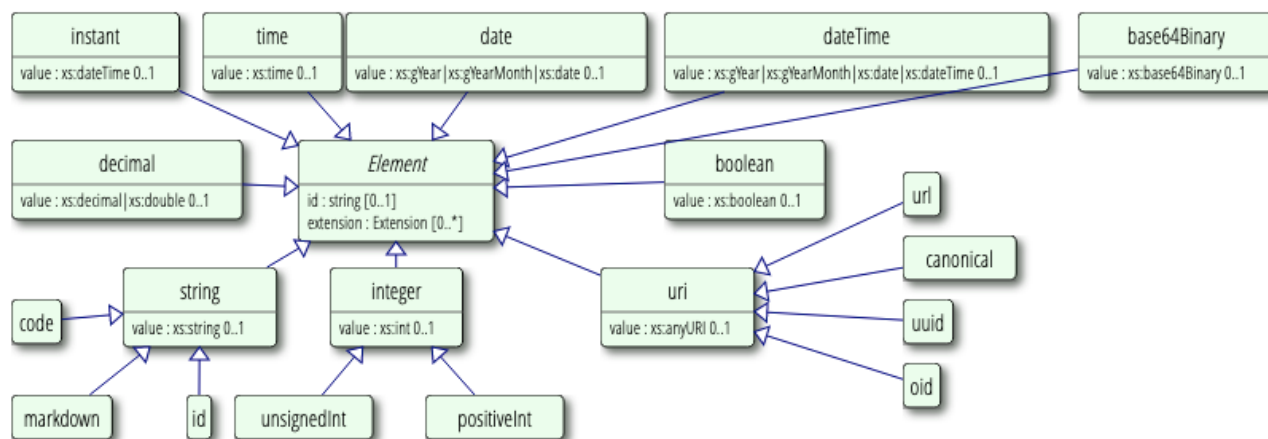 instant
value : xs:dateTime 0..1
time
value : xs:time 0..1
date
value : xs:gYear|xs:gYearMonth|xs:date 0..1
dateTime
value : xs:gYear|xs:gYearMonth|xs:date|xs:dateTime 0..1
base64Binary
value : xs:base64Binary 0..1
decimal
value : xs:decimal|xs:double 0..1
Element
id : string [0..1]
extension : Extension [0..*]
boolean
value : xs:boolean 0..1
url
canonical
uuid
oid
string
value : xs:string 0..1
integer
value : xs:int 0..1
uri
value : xs:anyURI 0..1
code
markdown
id
unsignedInt
positiveInt